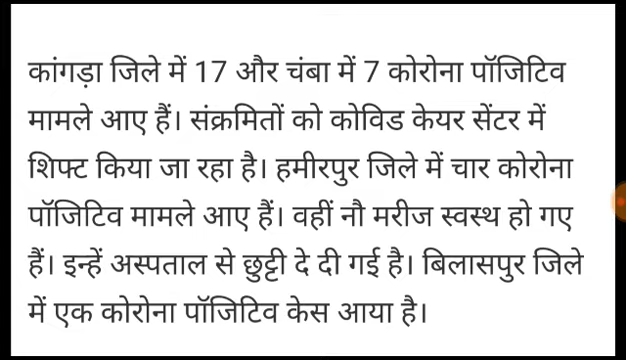 कांगड़ा जिले में 17 और चंबा में 7 कोरोना पॉजिटिव
मामले आए हैं। संक्रमितों को कोविड केयर सेंटर में
शिफ्ट किया जा रहा है। हमीरपुर जिले में चार कोरोना
पॉजिटिव मामले आए हैं। वहीं नौ मरीज स्वस्थ हो गए
हैं। इन्हें अस्पताल से छुट्टी दे दी गई है। बिलासपुर जिले
में एक कोरोना पॉजिटिव केस आया है।